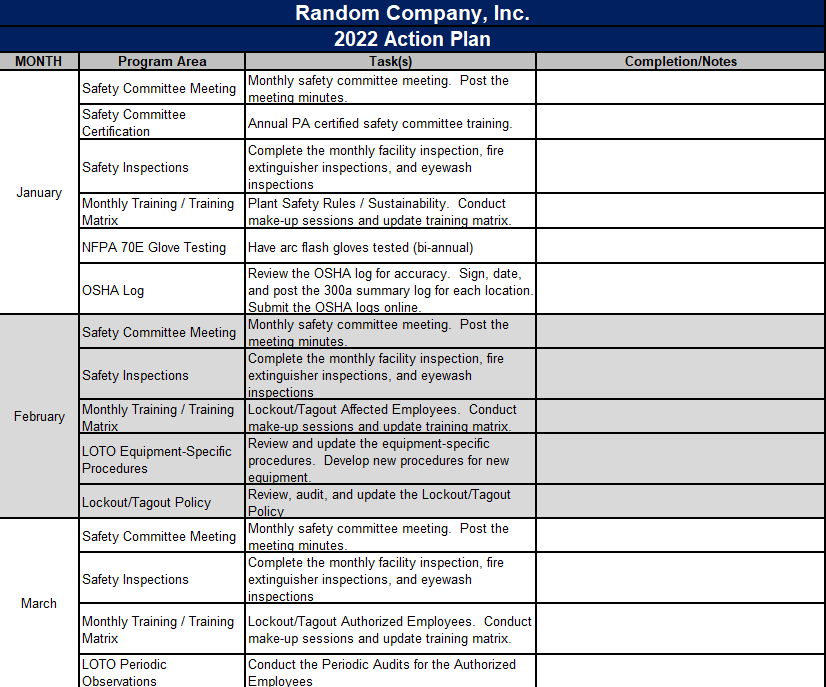 Random Company, Inc.
2022 Action Plan
MONTH Program Area Task(s) Completion/Notes
January
Safety Committee Meeting
Monthly safety committee meeting.  Post the
meeting minutes.
Safety Committee
Certification
Annual PA certified safety committee training.
Safety Inspections
Complete the monthly facility inspection, fire
extinguisher inspections, and eyewash
inspections
Monthly Training / Training
Matrix
Plant Safety Rules / Sustainability.  Conduct
make-up sessions and update training matrix.
NFPA 70E Glove Testing
Have arc flash gloves tested (bi-annual)
OSHA Log
Review the OSHA log for accuracy.  Sign, date,
and post the 300a summary log for each location.
Submit the OSHA logs online.
February
Safety Committee Meeting
Monthly safety committee meeting.  Post the
meeting minutes.
Safety Inspections
Complete the monthly facility inspection, fire
extinguisher inspections, and eyewash
inspections
Monthly Training / Training
Matrix
Lockout/Tagout Affected Employees.  Conduct
make-up sessions and update training matrix.
LOTO Equipment-Specific
Procedures
Review and update the equipment-specific
procedures.  Develop new procedures for new
equipment.
Lockout/Tagout Policy
Review, audit, and update the Lockout/Tagout
Policy
March
Safety Committee Meeting
Monthly safety committee meeting.  Post the
meeting minutes.
Safety Inspections
Complete the monthly facility inspection, fire
extinguisher inspections, and eyewash
inspections
Monthly Training / Training
Matrix
Lockout/Tagout Authorized Employees.  Conduct
make-up sessions and update training matrix.
LOTO Periodic
Observations
Conduct the Periodic Audits for the Authorized
Employees